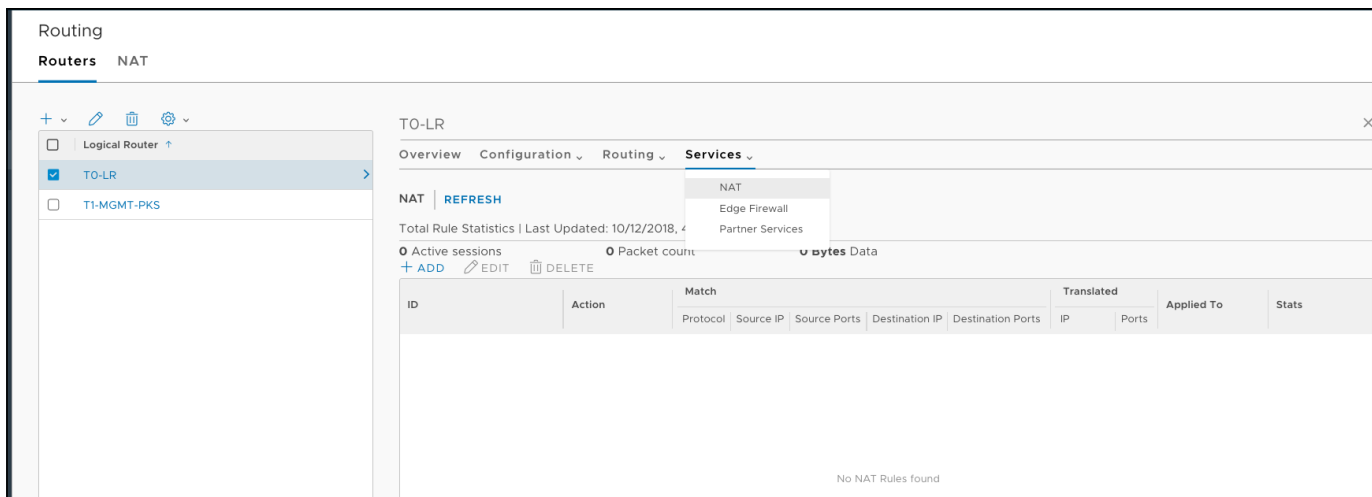 Routing
Routers NAT
Logical Router ↑
T0-LR
T1-MGMT-PKS
T0-LR
Overview Configuration Routing Services
NAT
Edge Firewall
Partner Services
NAT REFRESH
Total Rule Statistics | Last Updated: 10/12/2018, 4
0 Active sessions 0 Packet count 0 Bytes Data
+ ADD EDIT DELETE
ID Action Match Translated Applied To Stats
Protocol Source IP Source Ports Destination IP Destination Ports IP Ports
No NAT Rules found